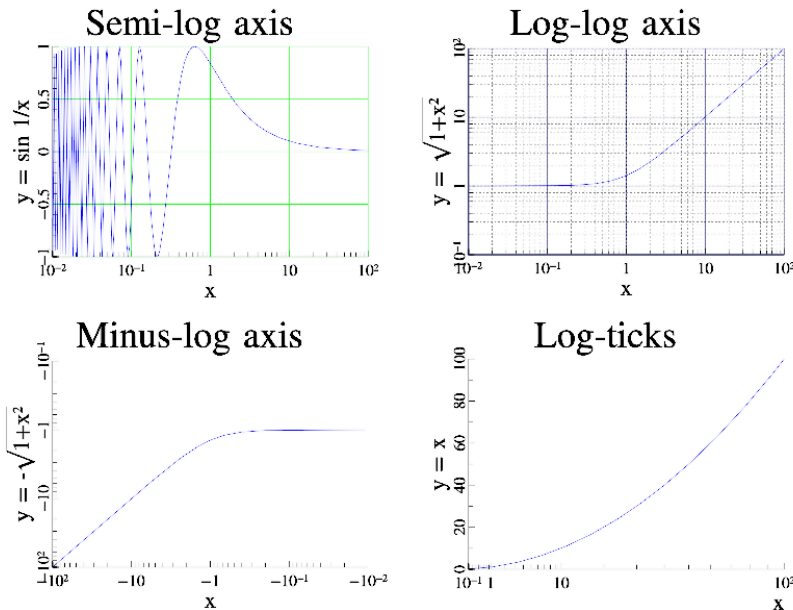 Semi-log axis
y = sin 1/x
1
0.5
0
-0.5
-1
10⁻² 10⁻¹ 1 10 10²
x
Log-log axis
y = √1+x²
10²
10
1
10⁻¹
10⁻² 10⁻¹ 1 10 10²
x
Minus-log axis
y = -√1+x²
-10⁻¹
-1
-10
-10²
-10² -10 -1 -10⁻¹ -10⁻²
x
Log-ticks
y = x
100
80
60
40
20
0
10⁻¹ 1 10 10²
x